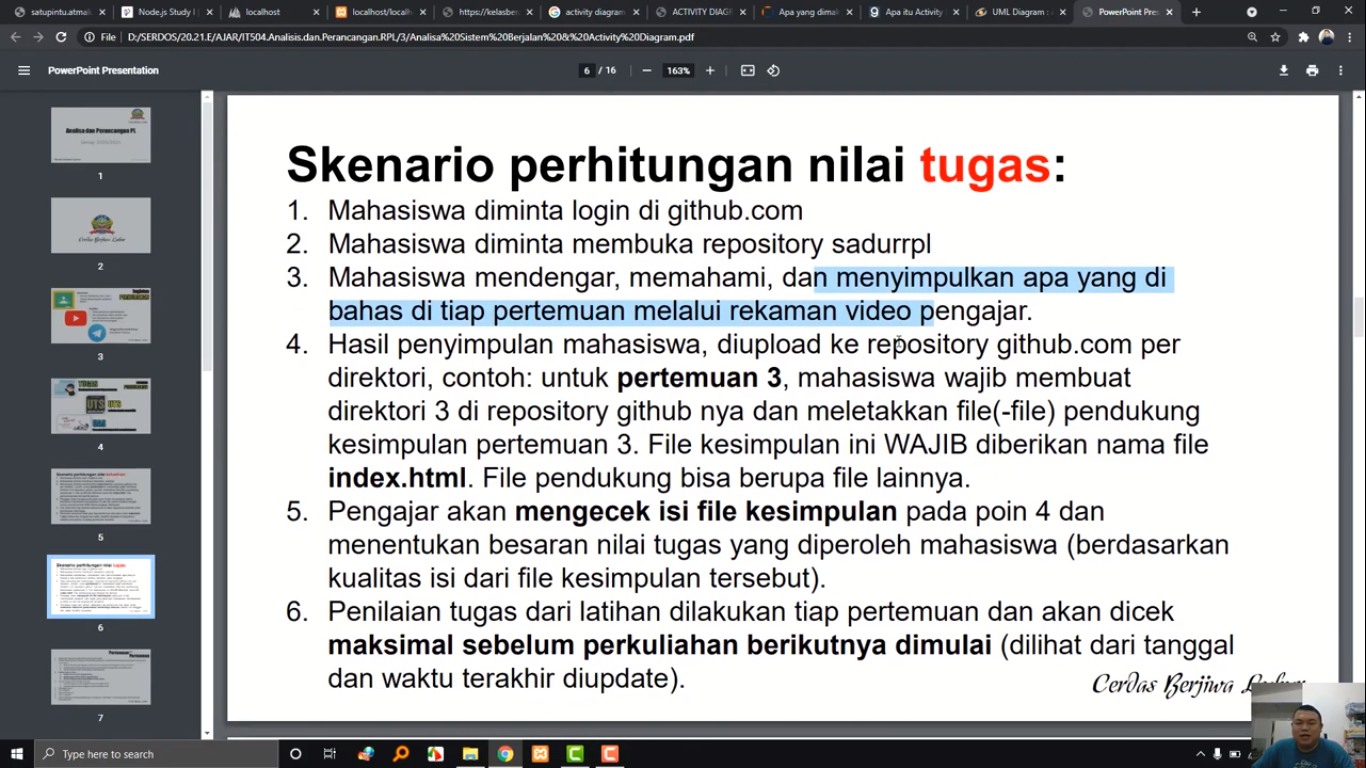 satupintu.atmal
Node.js Study |
localhost
localhost/local
https://kelasber
activity diagram
ACTIVITY DIAG
Apa yang dima
Apa itu Activity
UML Diagram :
PowerPoint Pres
File
D:/SERDOS/20.21.E/AJAR/IT504.Analisis.dan.Perancangan.RPL/3/Analisa%20Sistem%20Berjalan%20&%20Activity%20Diagram.pdf
PowerPoint Presentation
6 / 16
163%
Analisa dan Perancangan PL
1
Cerdas Berjiwa Luhur
2
3
TUGAS
UTS
UAS
4
5
6
7
Skenario perhitungan nilai tugas:
1. Mahasiswa diminta login di github.com
2. Mahasiswa diminta membuka repository sadurrpl
3. Mahasiswa mendengar, memahami, dan menyimpulkan apa yang di
bahas di tiap pertemuan melalui rekaman video pengajar.
4. Hasil penyimpulan mahasiswa, diupload ke repository github.com per
direktori, contoh: untuk pertemuan 3, mahasiswa wajib membuat
direktori 3 di repository github nya dan meletakkan file(-file) pendukung
kesimpulan pertemuan 3. File kesimpulan ini WAJIB diberikan nama file
index.html. File pendukung bisa berupa file lainnya.
5. Pengajar akan mengecek isi file kesimpulan pada poin 4 dan
menentukan besaran nilai tugas yang diperoleh mahasiswa (berdasarkan
kualitas isi dari file kesimpulan tersebut).
6. Penilaian tugas dari latihan dilakukan tiap pertemuan dan akan dicek
maksimal sebelum perkuliahan berikutnya dimulai (dilihat dari tanggal
dan waktu terakhir diupdate).
Cerdas Berjiwa Luhur
Type here to search